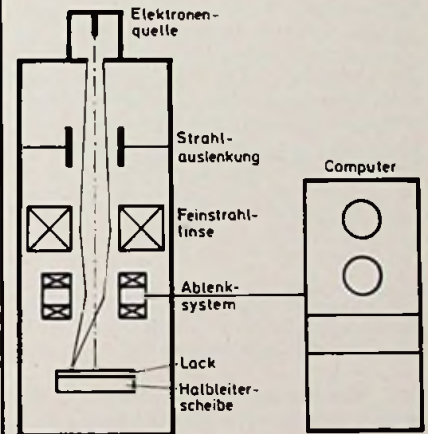 Elektronen-
quelle
Strahl-
auslenkung
Computer
Feinstrahl-
linse
Ablenk-
system
Lack
Halbleiter-
scheibe